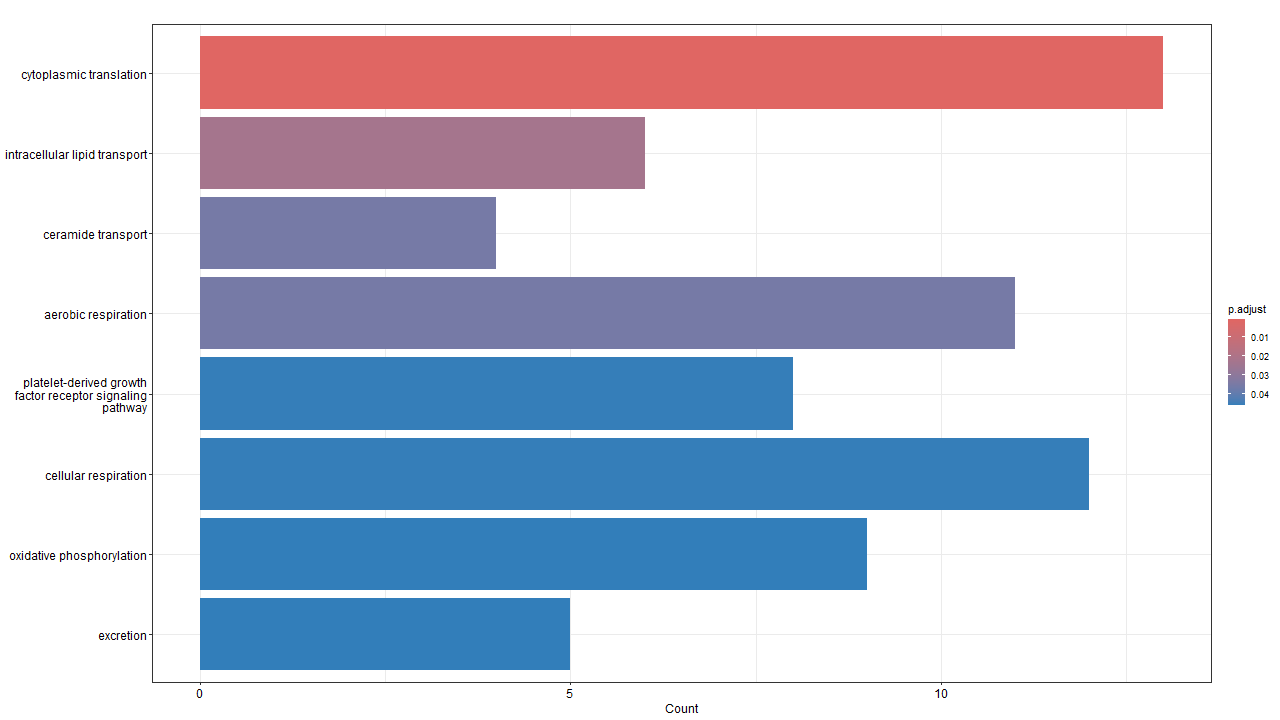 cytoplasmic translation
intracellular lipid transport
ceramide transport
aerobic respiration
platelet-derived growth
factor receptor signaling
pathway
cellular respiration
oxidative phosphorylation
excretion
0
5
10
Count
p.adjust
0.01
0.02
0.03
0.04